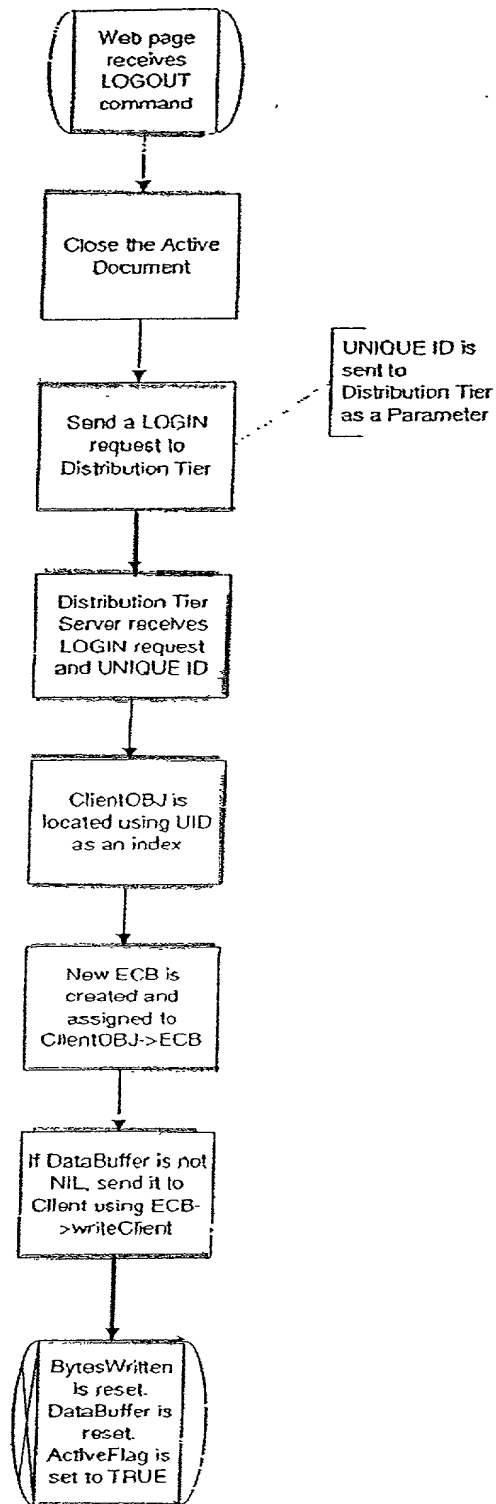 Web page
receives
LOGOUT
command
Close the Active
Document
UNIQUE ID is
sent to
Distribution Tier
as a Parameter
Send a LOGIN
request to
Distribution Tier
Distribution Tier
Server receives
LOGIN request
and UNIQUE ID
ClientOBJ is
located using UID
as an index
New ECB is
created and
assigned to
ClientOBJ->ECB
If DataBuffer is not
NIL, send it to
Client using ECB-
>writeClient
BytesWritten
is reset.
DataBuffer is
reset.
ActiveFlag is
set to TRUE